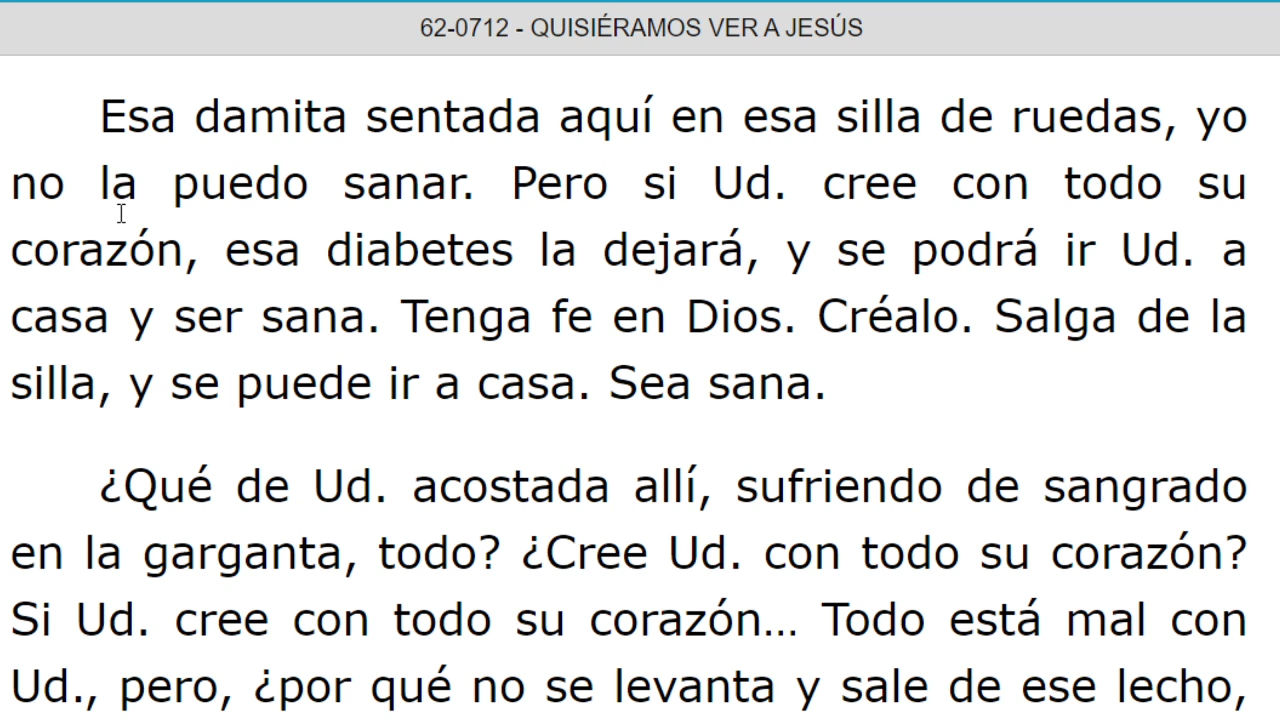 62-0712 - QUISIÉRAMOS VER A JESÚS
Esa damita sentada aquí en esa silla de ruedas, yo
no la puedo sanar. Pero si Ud. cree con todo su
corazón, esa diabetes la dejará, y se podrá ir Ud. a
casa y ser sana. Tenga fe en Dios. Créalo. Salga de la
silla, y se puede ir a casa. Sea sana.
¿Qué de Ud. acostada allí, sufriendo de sangrado
en la garganta, todo? ¿Cree Ud. con todo su corazón?
Si Ud. cree con todo su corazón... Todo está mal con
Ud., pero, ¿por qué no se levanta y sale de ese lecho,